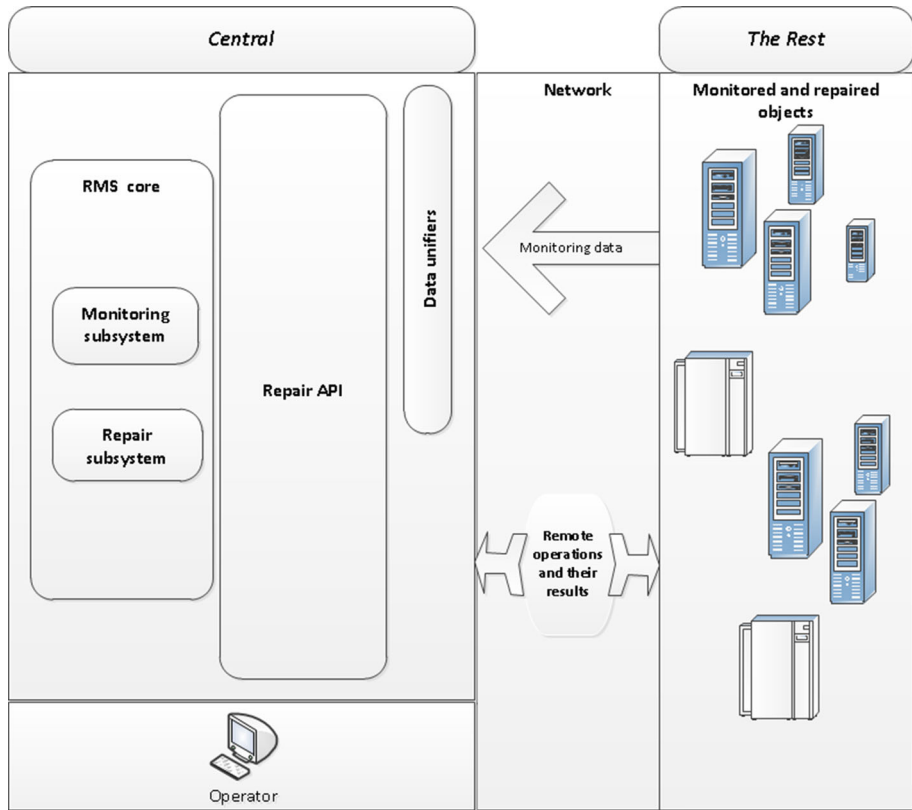 Central
The Rest
RMS core
Monitoring
subsystem
Repair
subsystem
Repair API
Data unifiers
Network
Monitoring data
Remote
operations
and their
results
Monitored and repaired
objects
Operator